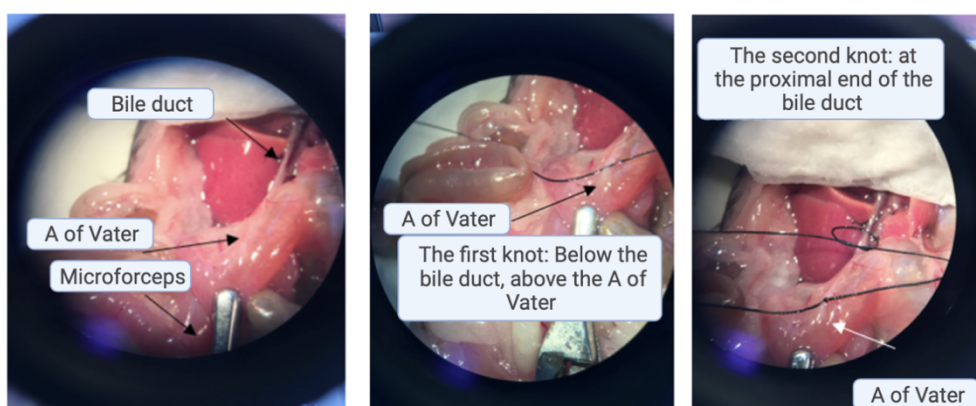 Bile duct
A of Vater
Microforceps
A of Vater
The first knot: Below the
bile duct, above the A of
Vater
The second knot: at
the proximal end of the
bile duct
A of Vater